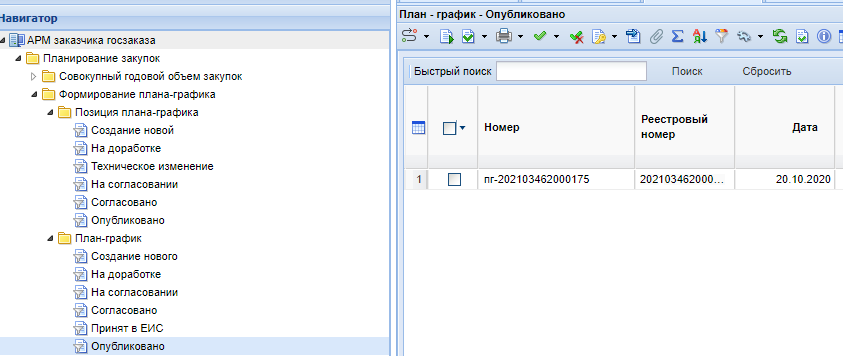 Навигатор
АРМ заказчика госзаказа
Планирование закупок
Совокупный годовой объем закупок
Формирование плана-графика
Позиция плана-графика
Создание новой
На доработке
Техническое изменение
На согласовании
Согласовано
Опубликовано
План-график
Создание нового
На доработке
На согласовании
Согласовано
Принят в ЕИС
Опубликовано
План - график - Опубликовано
Быстрый поиск Поиск Сбросить
Номер Реестровый номер Дата
1 пг-202103462000175 202103462000... 20.10.2020